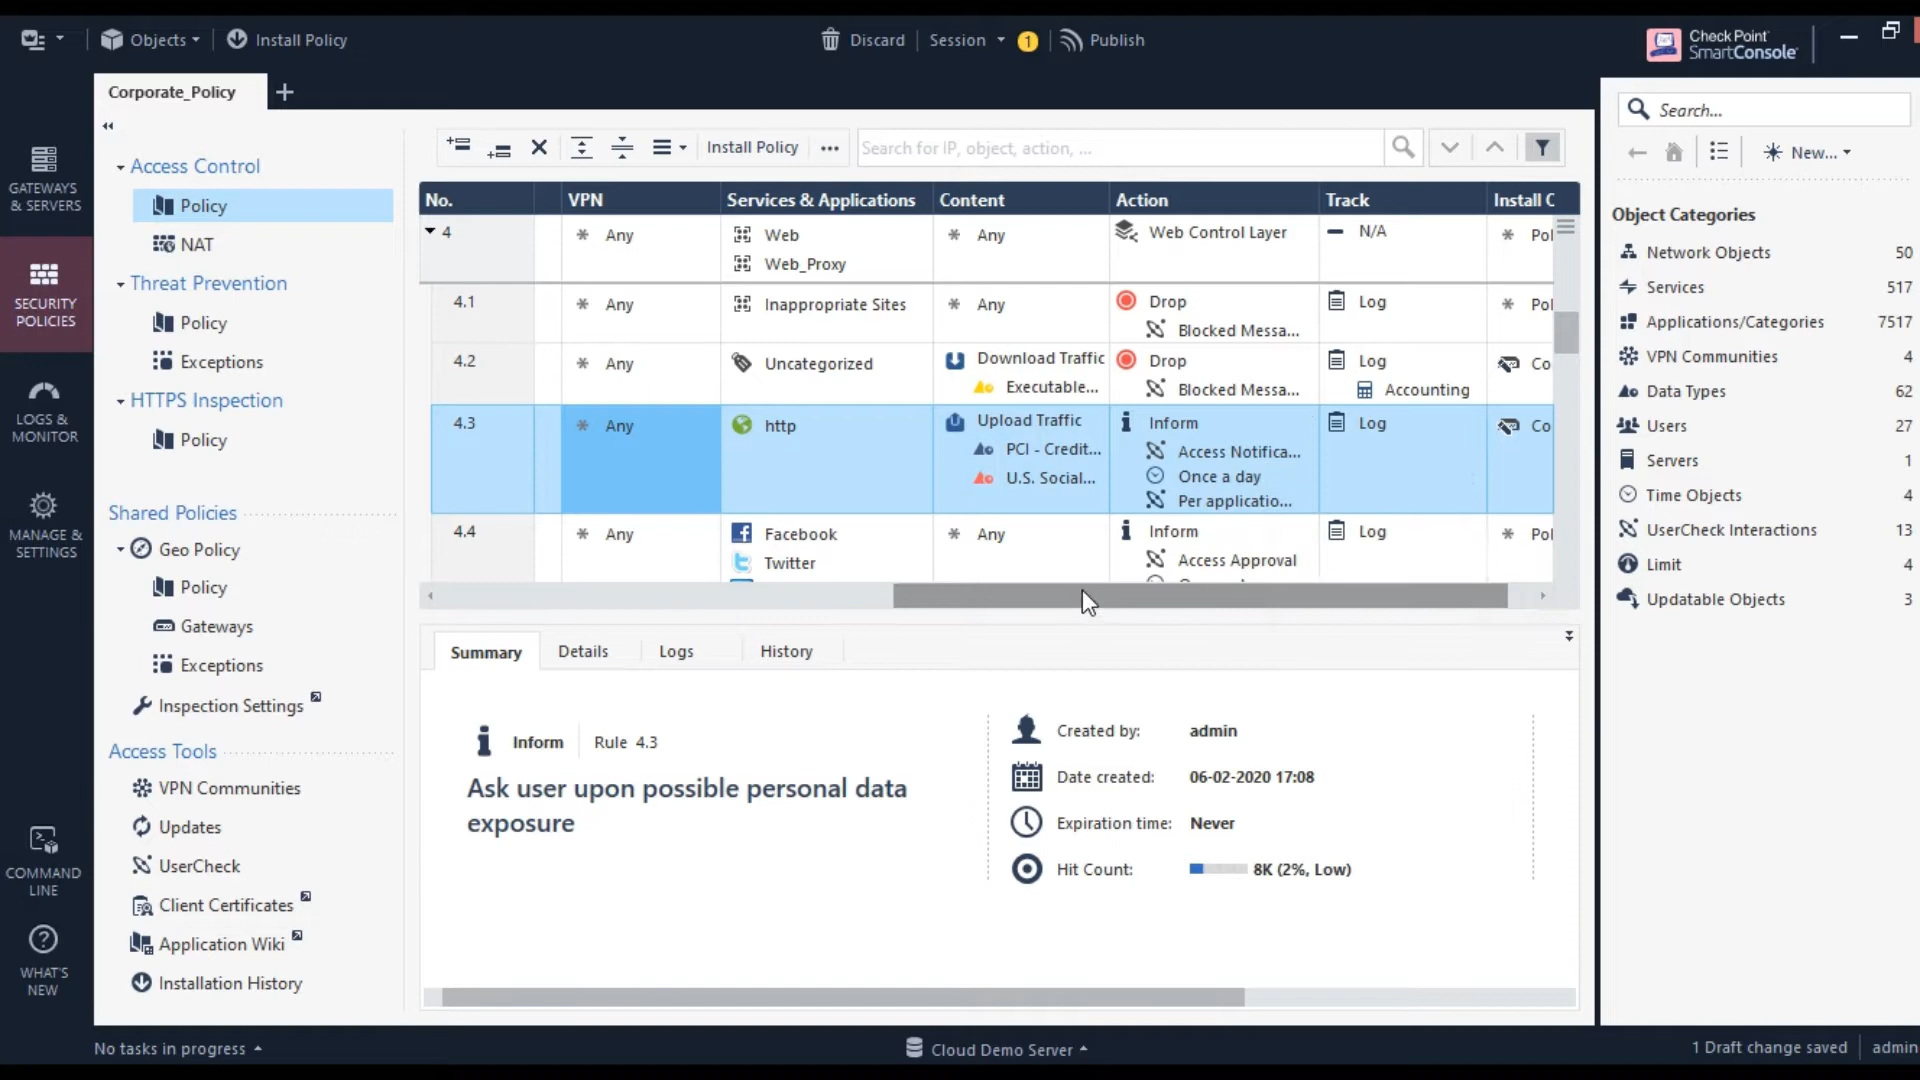 Objects
Install Policy
Discard
Session
1
Publish
Check Point
SmartConsole
Corporate_Policy
GATEWAYS
& SERVERS
SECURITY
POLICIES
LOGS &
MONITOR
MANAGE &
SETTINGS
COMMAND
LINE
WHAT'S
NEW
Access Control
Policy
NAT
Threat Prevention
Policy
Exceptions
HTTPS Inspection
Policy
Shared Policies
Geo Policy
Policy
Gateways
Exceptions
Inspection Settings
Access Tools
VPN Communities
Updates
UserCheck
Client Certificates
Application Wiki
Installation History
Install Policy
Search for IP, object, action, ...
No. VPN Services & Applications Content Action Track Install O
4 Any Web Any Web Control Layer N/A Pol
Web_Proxy
4.1 Any Inappropriate Sites Any Drop Log Pol
Blocked Messa...
4.2 Any Uncategorized Download Traffic Drop Log Co
Executable... Blocked Messa... Accounting
4.3 Any http Upload Traffic Inform Log Co
PCI - Credit... Access Notifica...
U.S. Social... Once a day
Per applicatio...
4.4 Any Facebook Any Inform Log Pol
Twitter Access Approval
Summary Details Logs History
Inform Rule 4.3
Ask user upon possible personal data
exposure
Created by: admin
Date created: 06-02-2020 17:08
Expiration time: Never
Hit Count: 8K (2%, Low)
Search...
New...
Object Categories
Network Objects 50
Services 517
Applications/Categories 7517
VPN Communities 4
Data Types 62
Users 27
Servers 1
Time Objects 4
UserCheck Interactions 13
Limit 4
Updatable Objects 3
No tasks in progress
Cloud Demo Server
1 Draft change saved
admin